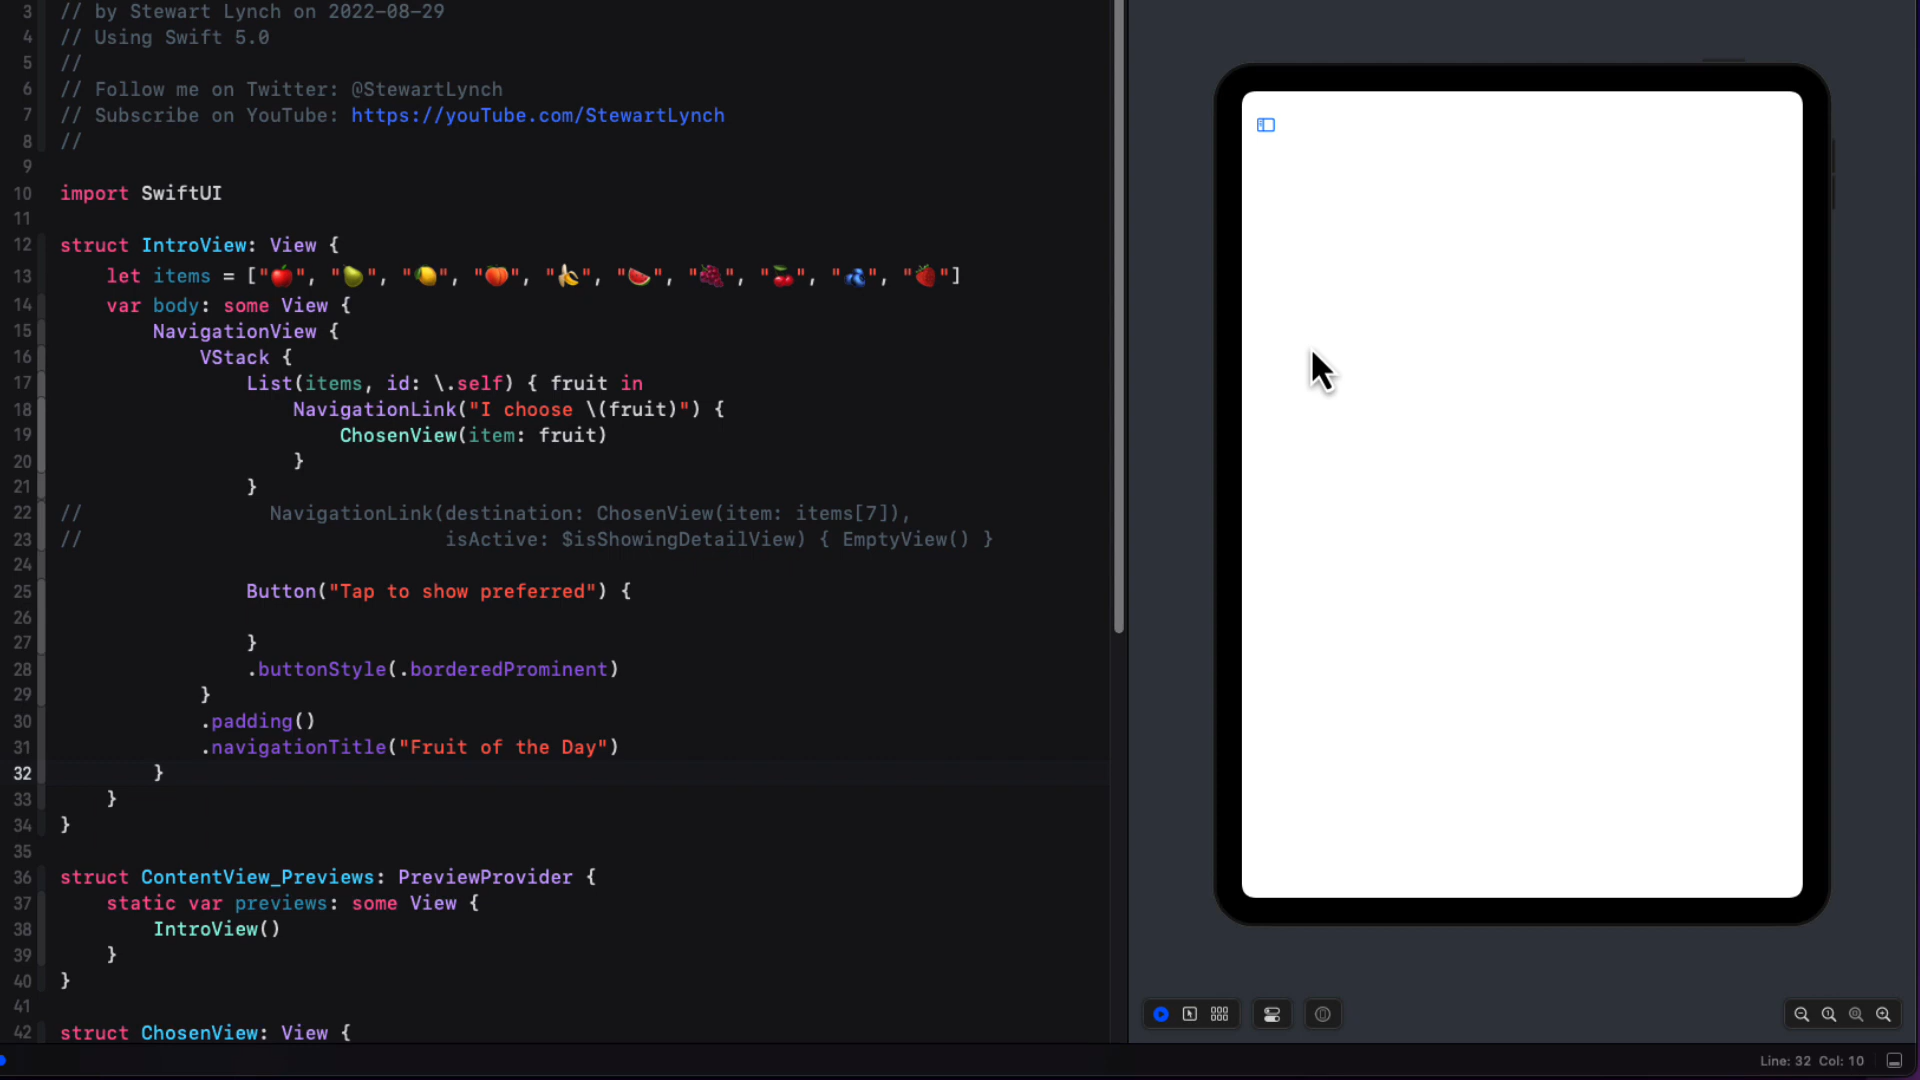 3 // by Stewart Lynch on 2022-08-29
4 // Using Swift 5.0
5 //
6 // Follow me on Twitter: @StewartLynch
7 // Subscribe on YouTube: https://youTube.com/StewartLynch
8 //
9
10 import SwiftUI
11
12 struct IntroView: View {
13     let items = ["🍎", "🍐", "🍋", "🍑", "🍌", "🍉", "🍇", "🍒", "🫐", "🍓"]
14     var body: some View {
15         NavigationView {
16             VStack {
17                 List(items, id: \.self) { fruit in
18                     NavigationLink("I choose \(fruit)") {
19                         ChosenView(item: fruit)
20                     }
21                 }
22 //                NavigationLink(destination: ChosenView(item: items[7]),
23 //                               isActive: $isShowingDetailView) { EmptyView() }
24
25                 Button("Tap to show preferred") {
26
27                 }
28                 .buttonStyle(.borderedProminent)
29             }
30             .padding()
31             .navigationTitle("Fruit of the Day")
32         }
33     }
34 }
35
36 struct ContentView_Previews: PreviewProvider {
37     static var previews: some View {
38         IntroView()
39     }
40 }
41
42 struct ChosenView: View {
Line: 32 Col: 10